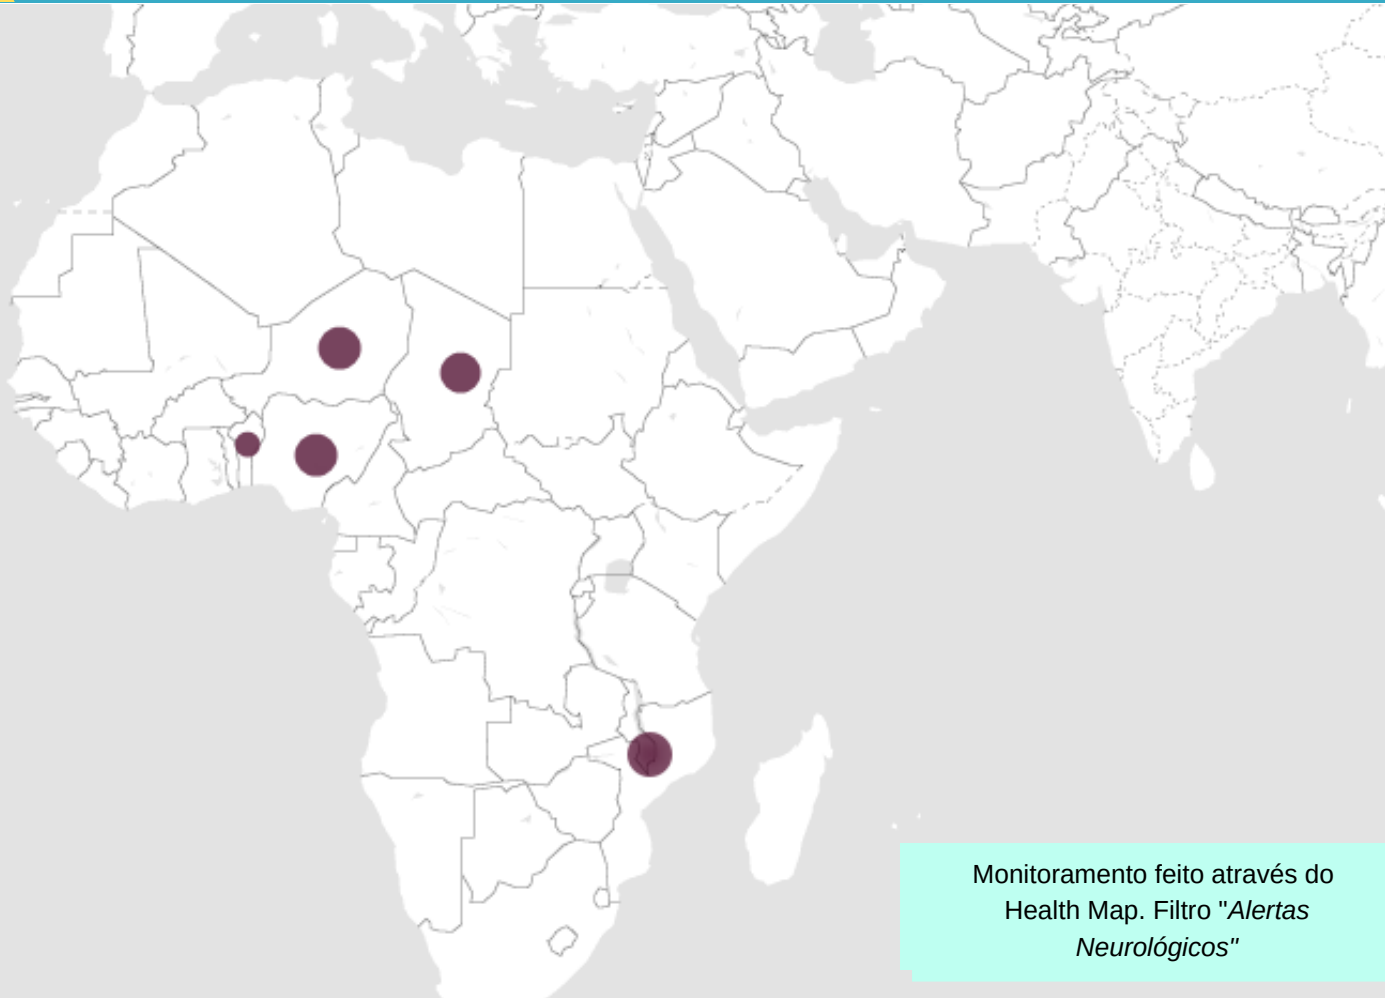 Monitoramento feito através do
Health Map. Filtro "Alertas
Neurológicos"